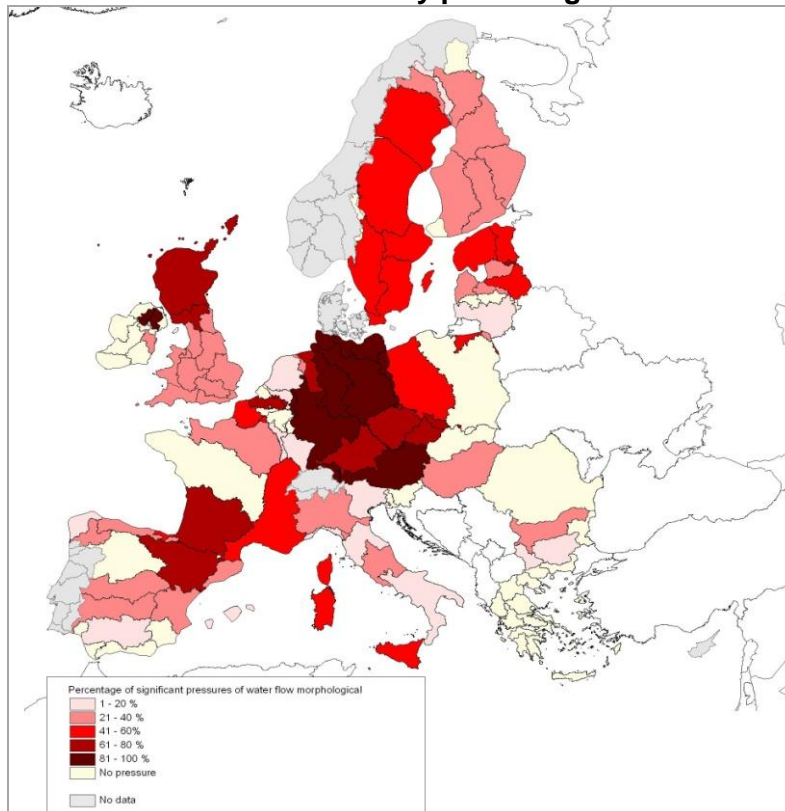 Percentage of significant pressures of water flow morphological
1 - 20 %
21 - 40 %
41 - 60%
61 - 80 %
81 - 100 %
No pressure
No data